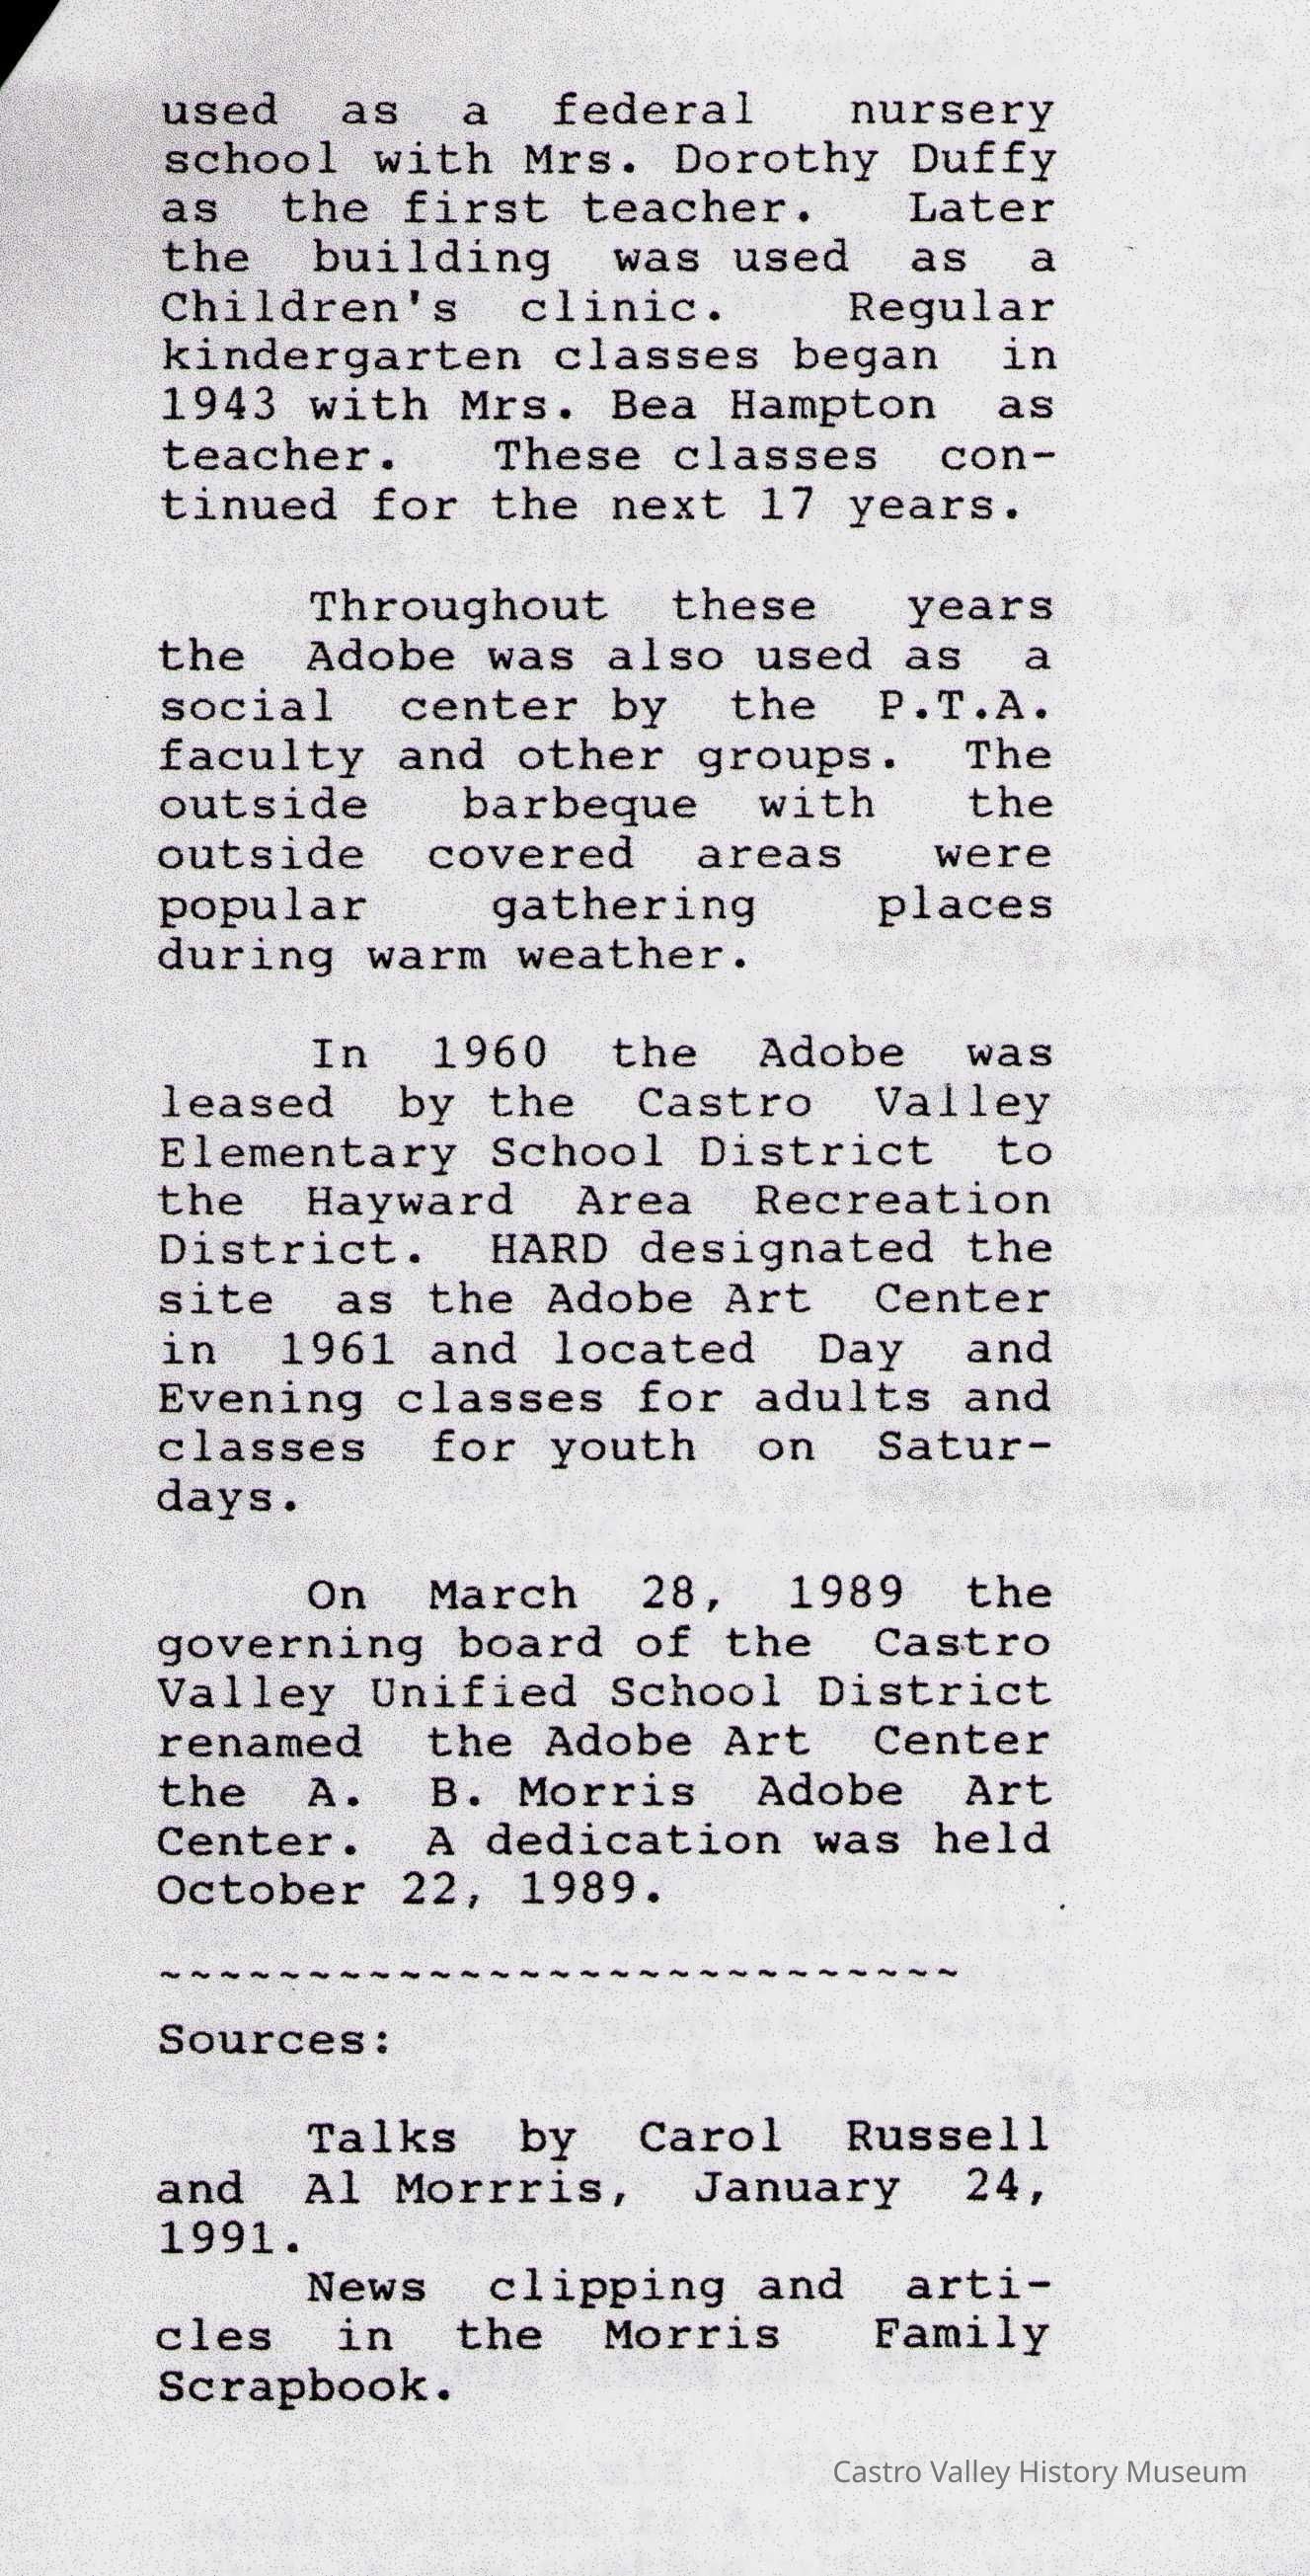 used as a federal nursery
school with Mrs. Dorothy Duffy
as the first teacher. Later
the building was used as a
Children's clinic. Regular
kindergarten classes began in
1943 with Mrs. Bea Hampton as
teacher. These classes con-
tinued for the next 17 years.

Throughout these years
the Adobe was also used as a
social center by the P.T.A.
faculty and other groups. The
outside barbeque with the
outside covered areas were
popular gathering places
during warm weather.

In 1960 the Adobe was
leased by the Castro Valley
Elementary School District to
the Hayward Area Recreation
District. HARD designated the
site as the Adobe Art Center
in 1961 and located Day and
Evening classes for adults and
classes for youth on Satur-
days.

On March 28, 1989 the
governing board of the Castro
Valley Unified School District
renamed the Adobe Art Center
the A. B. Morris Adobe Art
Center. A dedication was held
October 22, 1989.

~~~~~~~~~~~~~~~~~~~~~~~~~~~
Sources:

Talks by Carol Russell
and Al Morrris, January 24,
1991.
News clipping and arti-
cles in the Morris Family
Scrapbook.

Castro Valley History Museum